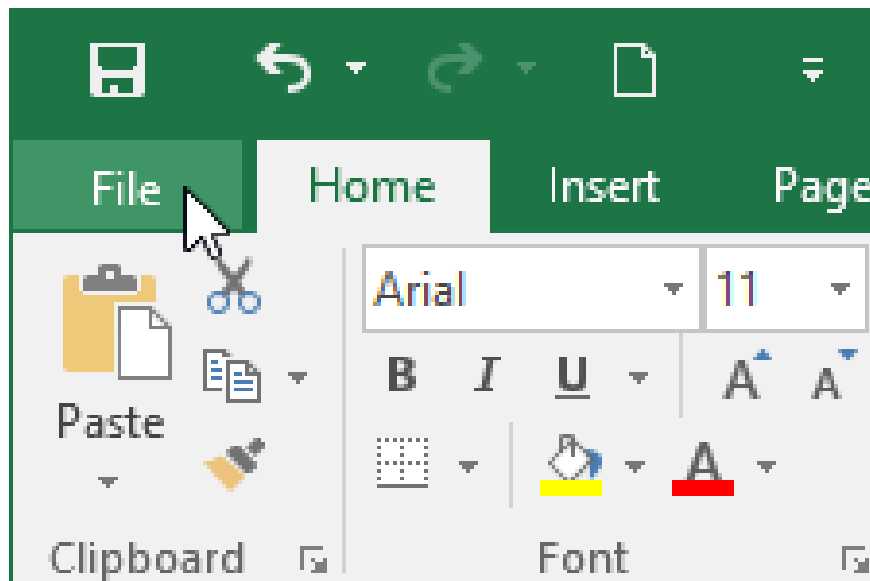 File Home Insert Page
Arial 11
B I U A A
Paste
A
Clipboard Font